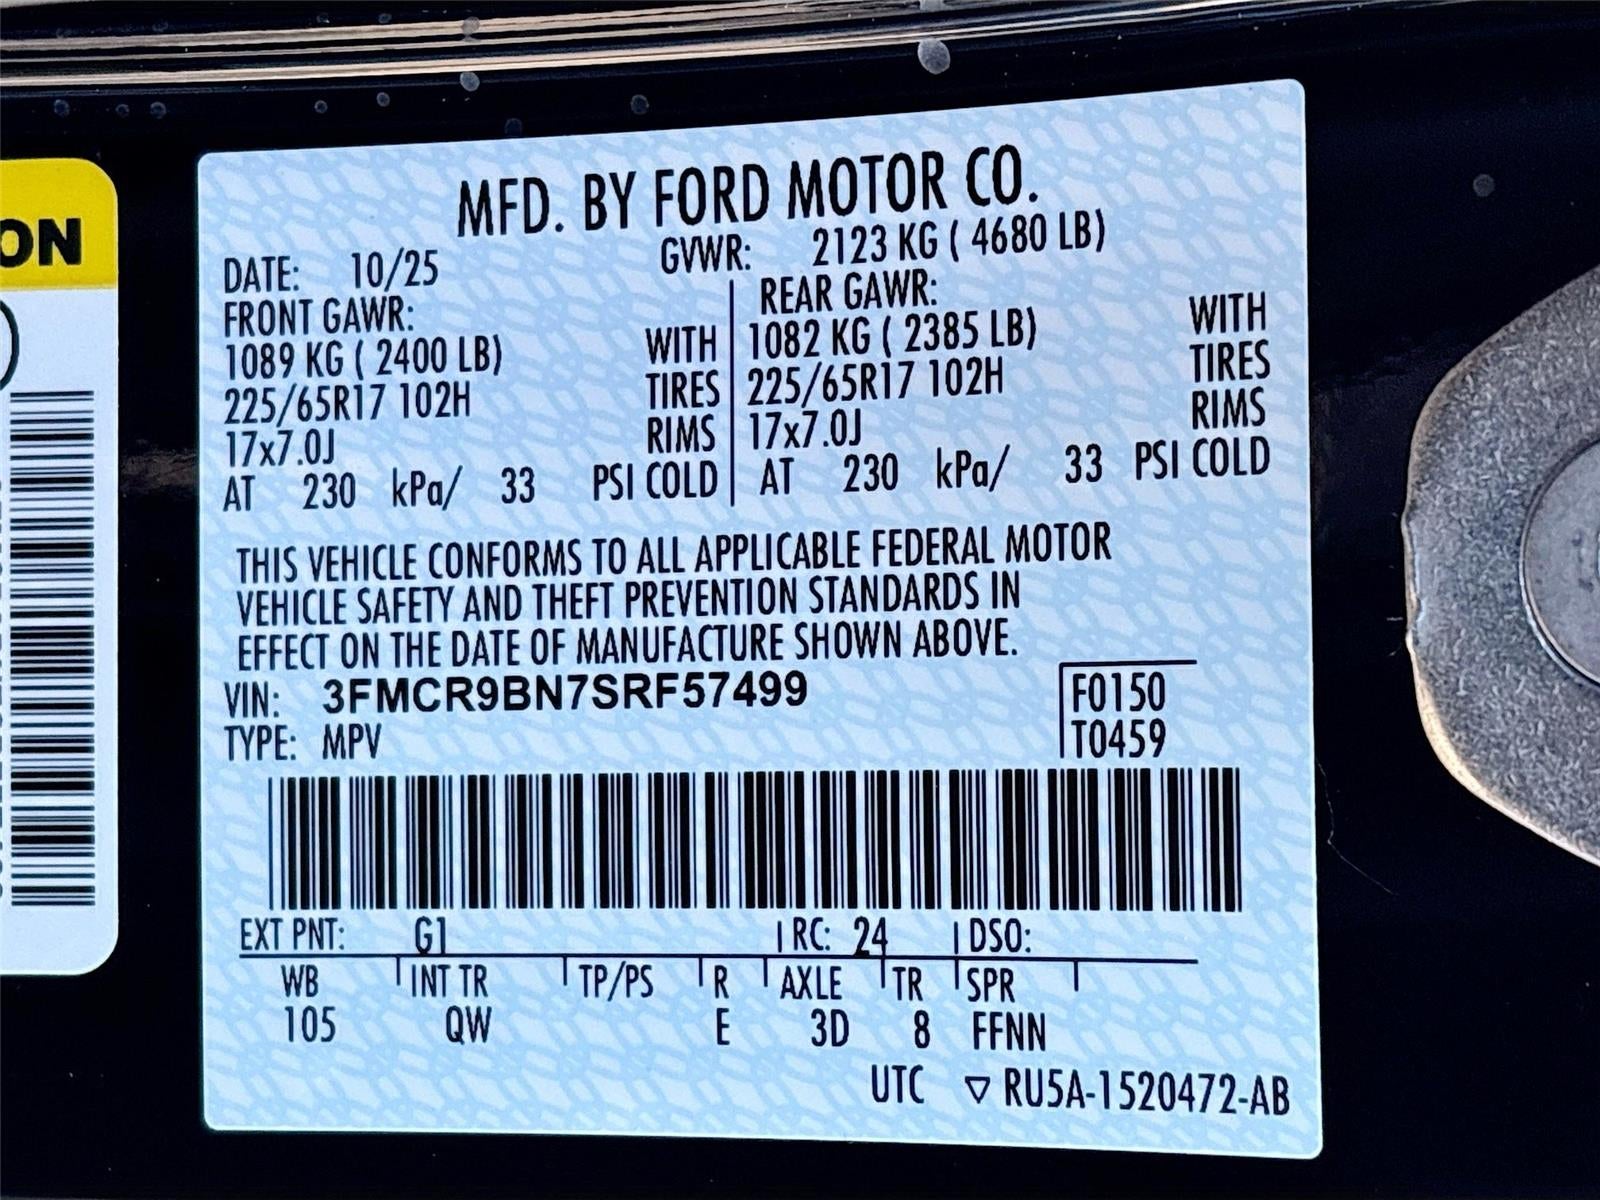 ON
MFD. BY FORD MOTOR CO.
DATE: 10/25 GVWR: 2123 KG ( 4680 LB)
FRONT GAWR: REAR GAWR:
1089 KG ( 2400 LB) WITH 1082 KG ( 2385 LB) WITH
225/65R17 102H TIRES 225/65R17 102H TIRES
17x7.0J RIMS 17x7.0J RIMS
AT 230 kPa/ 33 PSI COLD AT 230 kPa/ 33 PSI COLD
THIS VEHICLE CONFORMS TO ALL APPLICABLE FEDERAL MOTOR
VEHICLE SAFETY AND THEFT PREVENTION STANDARDS IN
EFFECT ON THE DATE OF MANUFACTURE SHOWN ABOVE.
VIN: 3FMCR9BN7SRF57499 F0150
TYPE: MPV T0459
EXT PNT: G1 RC: 24 DSO:
WB INT TR TP/PS R AXLE TR SPR
105 QW E 3D 8 FFNN
UTC ▽ RU5A-1520472-AB